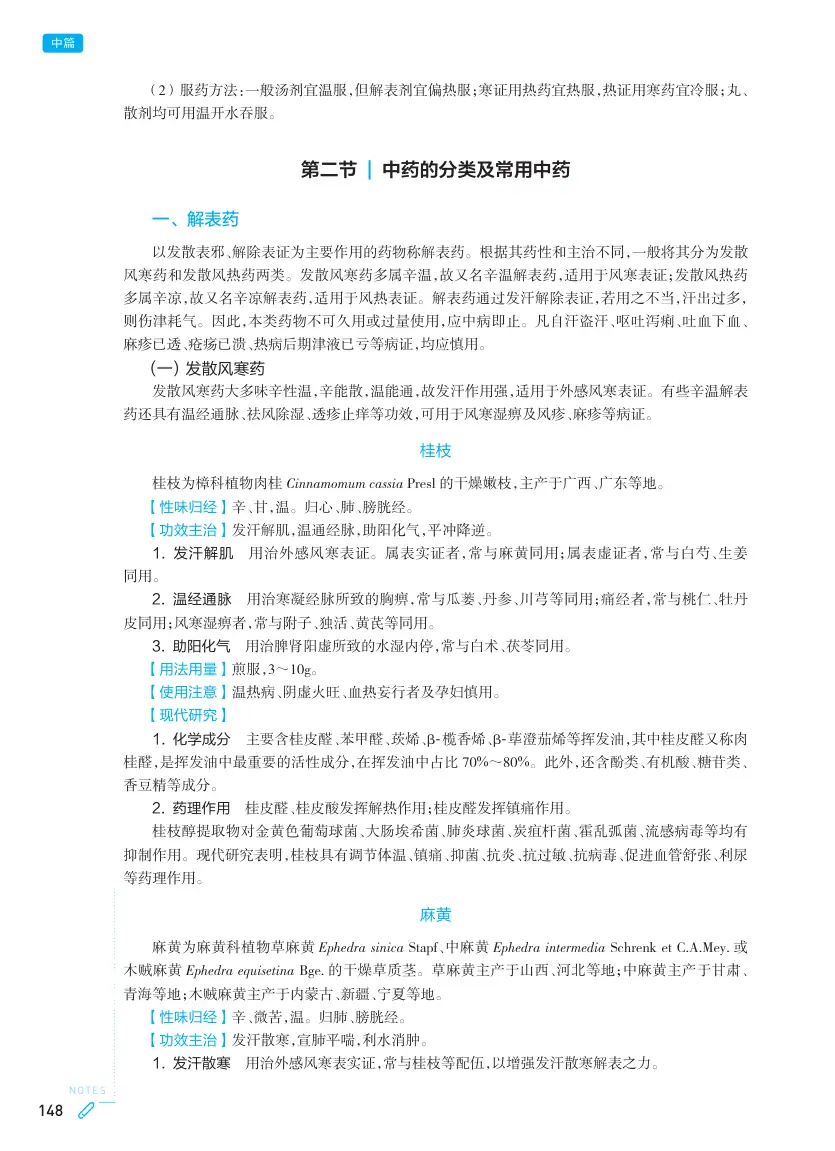 中篇
（2）服药方法：一般汤剂宜温服，但解表剂宜偏热服；寒证用热药宜热服，热证用寒药宜冷服；丸、
散剂均可用温开水吞服。
第二节 | 中药的分类及常用中药
一、解表药
以发散表邪、解除表证为主要作用的药物称解表药。根据其药性和主治不同，一般将其分为发散
风寒药和发散风热药两类。发散风寒药多属辛温，故又名辛温解表药，适用于风寒表证；发散风热药
多属辛凉，故又名辛凉解表药，适用于风热表证。解表药通过发汗解除表证，若用之不当，汗出过多，
则伤津耗气。因此，本类药物不可久用或过量使用，应中病即止。凡自汗盗汗、呕吐泻痢、吐血下血、
麻疹已透、疮疡已溃、热病后期津液已亏等病证，均应慎用。
（一）发散风寒药
发散风寒药大多味辛性温，辛能散，温能通，故发汗作用强，适用于外感风寒表证。有些辛温解表
药还具有温经通脉、祛风除湿、透疹止痒等功效，可用于风寒湿痹及风疹、麻疹等病证。
桂枝
桂枝为樟科植物肉桂 Cinnamomum cassia Presl 的干燥嫩枝，主产于广西、广东等地。
【性味归经】辛、甘，温。归心、肺、膀胱经。
【功效主治】发汗解肌，温通经脉，助阳化气，平冲降逆。
1. 发汗解肌　用治外感风寒表证。属表实证者，常与麻黄同用；属表虚证者，常与白芍、生姜
同用。
2. 温经通脉　用治寒凝经脉所致的胸痹，常与瓜蒌、丹参、川芎等同用；痛经者，常与桃仁、牡丹
皮同用；风寒湿痹者，常与附子、独活、黄芪等同用。
3. 助阳化气　用治脾肾阳虚所致的水湿内停，常与白术、茯苓同用。
【用法用量】煎服，3～10g。
【使用注意】温热病、阴虚火旺、血热妄行者及孕妇慎用。
【现代研究】
1. 化学成分　主要含桂皮醛、苯甲醛、莰烯、β-榄香烯、β-荜澄茄烯等挥发油，其中桂皮醛又称肉
桂醛，是挥发油中最重要的活性成分，在挥发油中占比 70%～80%。此外，还含酚类、有机酸、糖苷类、
香豆精等成分。
2. 药理作用　桂皮醛、桂皮酸发挥解热作用；桂皮醛发挥镇痛作用。
桂枝醇提取物对金黄色葡萄球菌、大肠埃希菌、肺炎球菌、炭疽杆菌、霍乱弧菌、流感病毒等均有
抑制作用。现代研究表明，桂枝具有调节体温、镇痛、抑菌、抗炎、抗过敏、抗病毒、促进血管舒张、利尿
等药理作用。
麻黄
麻黄为麻黄科植物草麻黄 Ephedra sinica Stapf、中麻黄 Ephedra intermedia Schrenk et C.A.Mey. 或
木贼麻黄 Ephedra equisetina Bge. 的干燥草质茎。草麻黄主产于山西、河北等地；中麻黄主产于甘肃、
青海等地；木贼麻黄主产于内蒙古、新疆、宁夏等地。
【性味归经】辛、微苦，温。归肺、膀胱经。
【功效主治】发汗散寒，宣肺平喘，利水消肿。
1. 发汗散寒　用治外感风寒表实证，常与桂枝等配伍，以增强发汗散寒解表之力。
NOTES
148